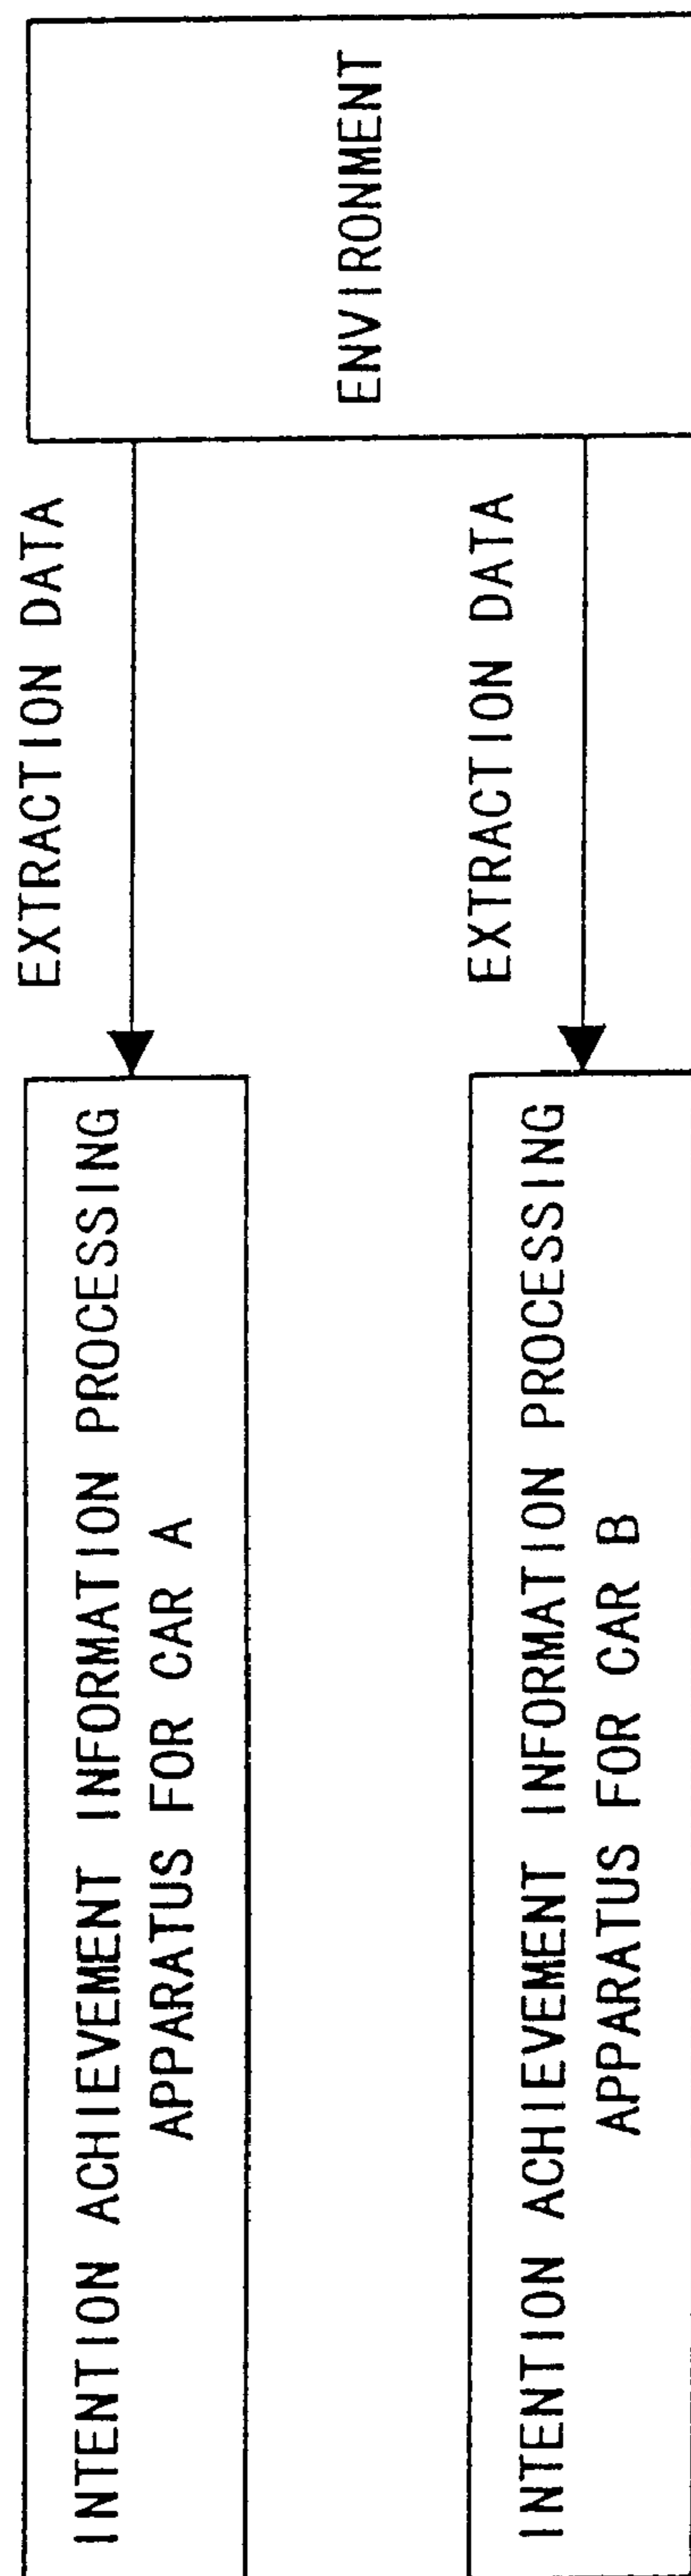 INTENTION ACHIEVEMENT INFORMATION PROCESSING
APPARATUS FOR CAR A
EXTRACTION DATA
INTENTION ACHIEVEMENT INFORMATION PROCESSING
APPARATUS FOR CAR B
EXTRACTION DATA
ENVIRONMENT